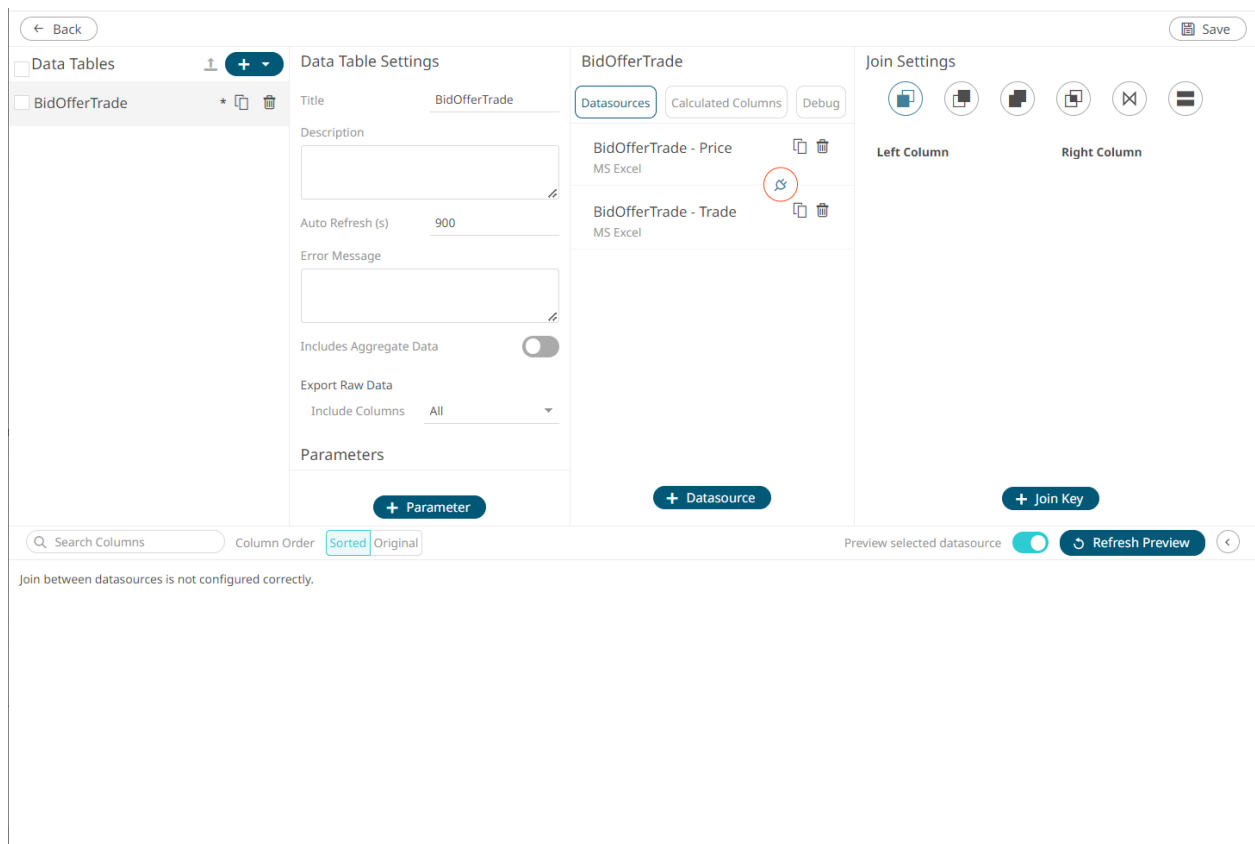 Back
Save
Data Tables
BidOfferTrade *
Data Table Settings
Title BidOfferTrade
Description
Auto Refresh (s) 900
Error Message
Includes Aggregate Data
Export Raw Data
Include Columns All
Parameters
+ Parameter
BidOfferTrade
Datasources Calculated Columns Debug
BidOfferTrade - Price
MS Excel
BidOfferTrade - Trade
MS Excel
+ Datasource
Join Settings
Left Column Right Column
+ Join Key
Search Columns Column Order Sorted Original Preview selected datasource Refresh Preview
Join between datasources is not configured correctly.